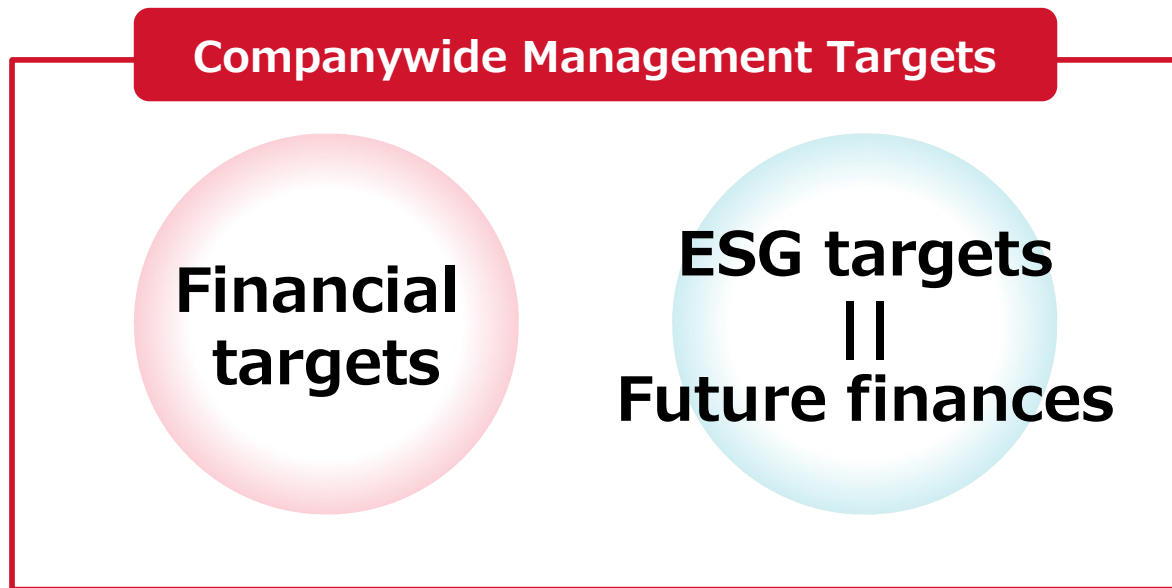 Companywide Management Targets
Financial
targets
ESG targets
||
Future finances